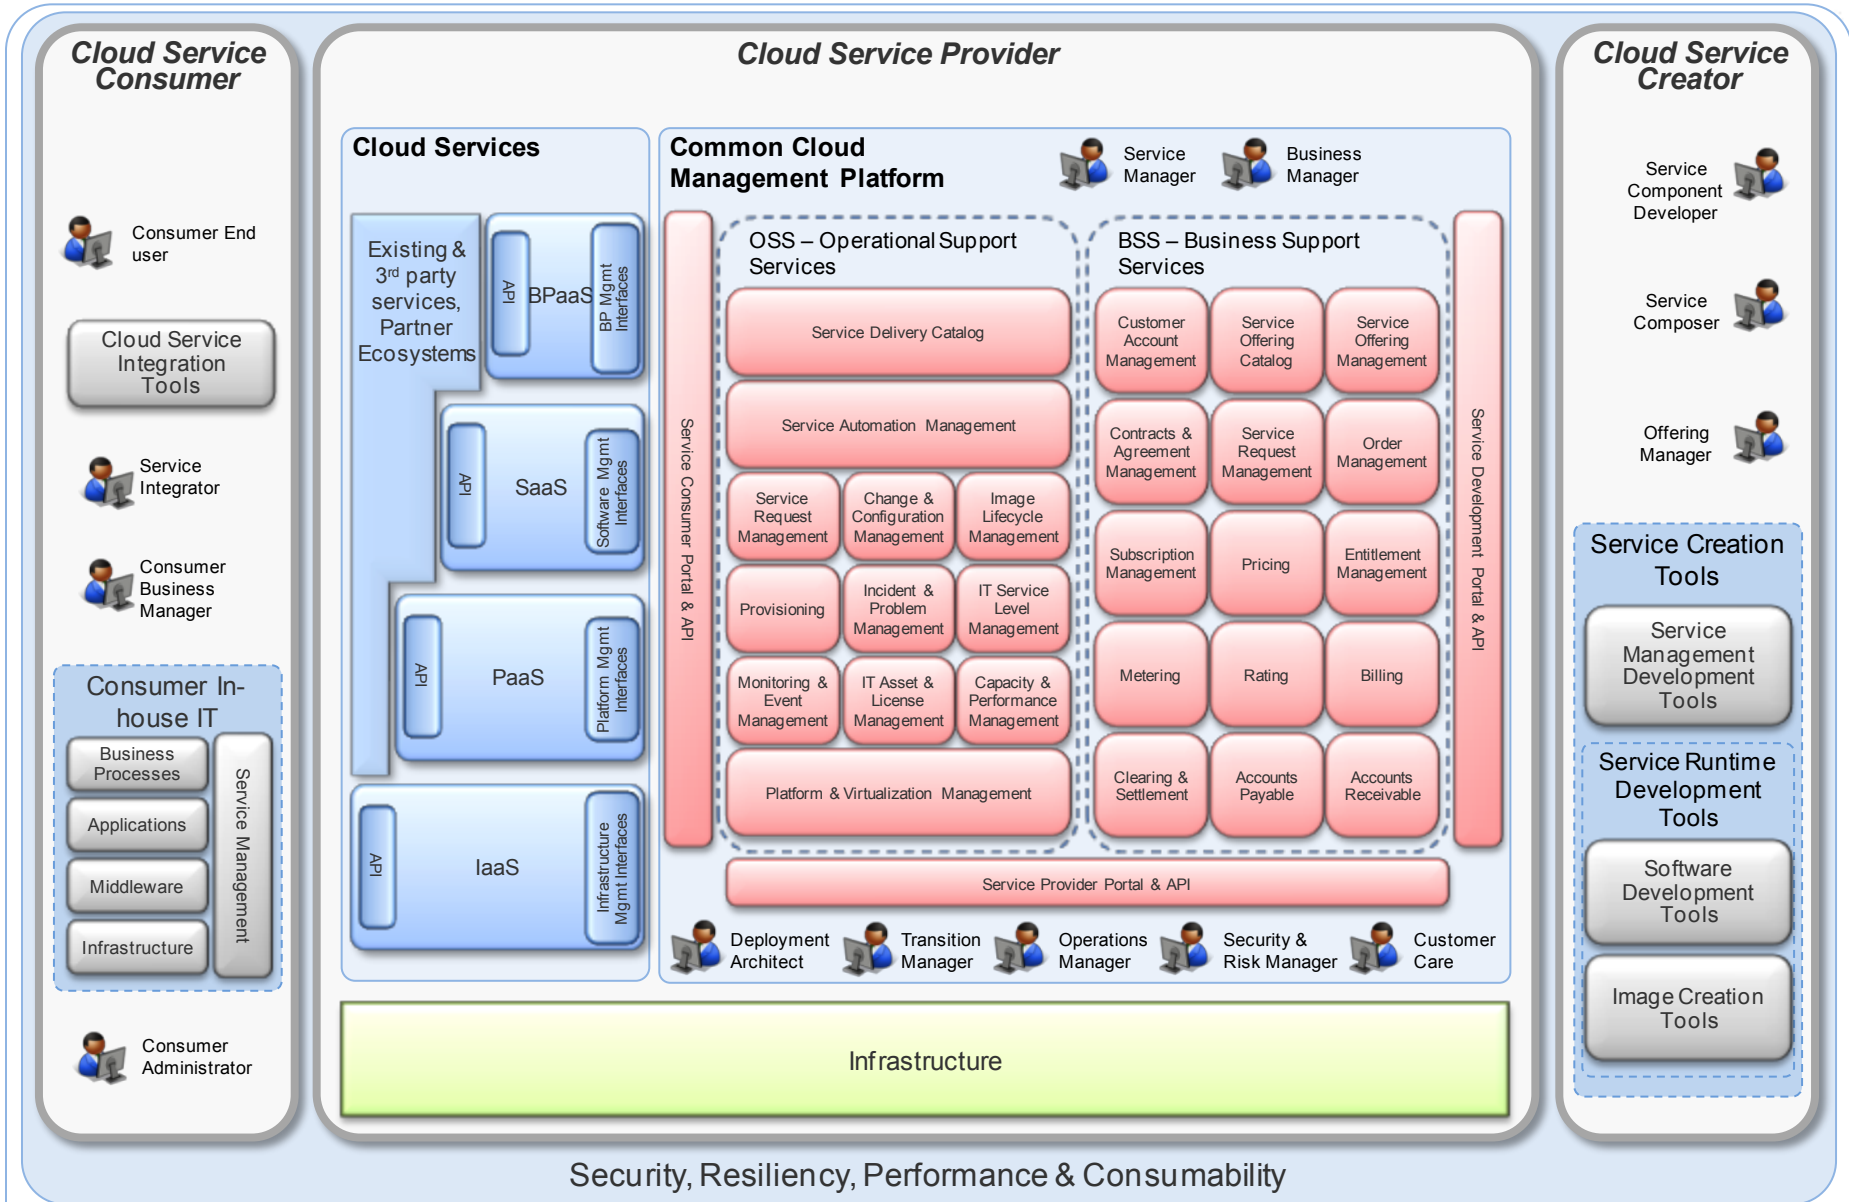 Cloud Service
Consumer
Consumer End
user
Cloud Service
Integration
Tools
Service
Integrator
Consumer
Business
Manager
Consumer In-
house IT
Business
Processes
Applications
Middleware
Infrastructure
Service Management
Consumer
Administrator
Cloud Service Provider
Cloud Services
Existing &
3rd party
services,
Partner
Ecosystems
API
BPaaS
BP Mgmt
Interfaces
API
SaaS
Software Mgmt
Interfaces
API
PaaS
Platform Mgmt
Interfaces
API
IaaS
Infrastructure
Mgmt Interfaces
Common Cloud
Management Platform
Service
Manager
Business
Manager
Service Consumer Portal & API
OSS – Operational Support
Services
Service Delivery Catalog
Service Automation Management
Service
Request
Management
Change &
Configuration
Management
Image
Lifecycle
Management
Provisioning
Incident &
Problem
Management
IT Service
Level
Management
Monitoring &
Event
Management
IT Asset &
License
Management
Capacity &
Performance
Management
Platform & Virtualization Management
BSS – Business Support
Services
Customer
Account
Management
Service
Offering
Catalog
Service
Offering
Management
Contracts &
Agreement
Management
Service
Request
Management
Order
Management
Subscription
Management
Pricing
Entitlement
Management
Metering
Rating
Billing
Clearing &
Settlement
Accounts
Payable
Accounts
Receivable
Service Development Portal & API
Service Provider Portal & API
Deployment
Architect
Transition
Manager
Operations
Manager
Security &
Risk Manager
Customer
Care
Infrastructure
Cloud Service
Creator
Service
Component
Developer
Service
Composer
Offering
Manager
Service Creation
Tools
Service
Management
Development
Tools
Service Runtime
Development
Tools
Software
Development
Tools
Image Creation
Tools
Security, Resiliency, Performance & Consumability